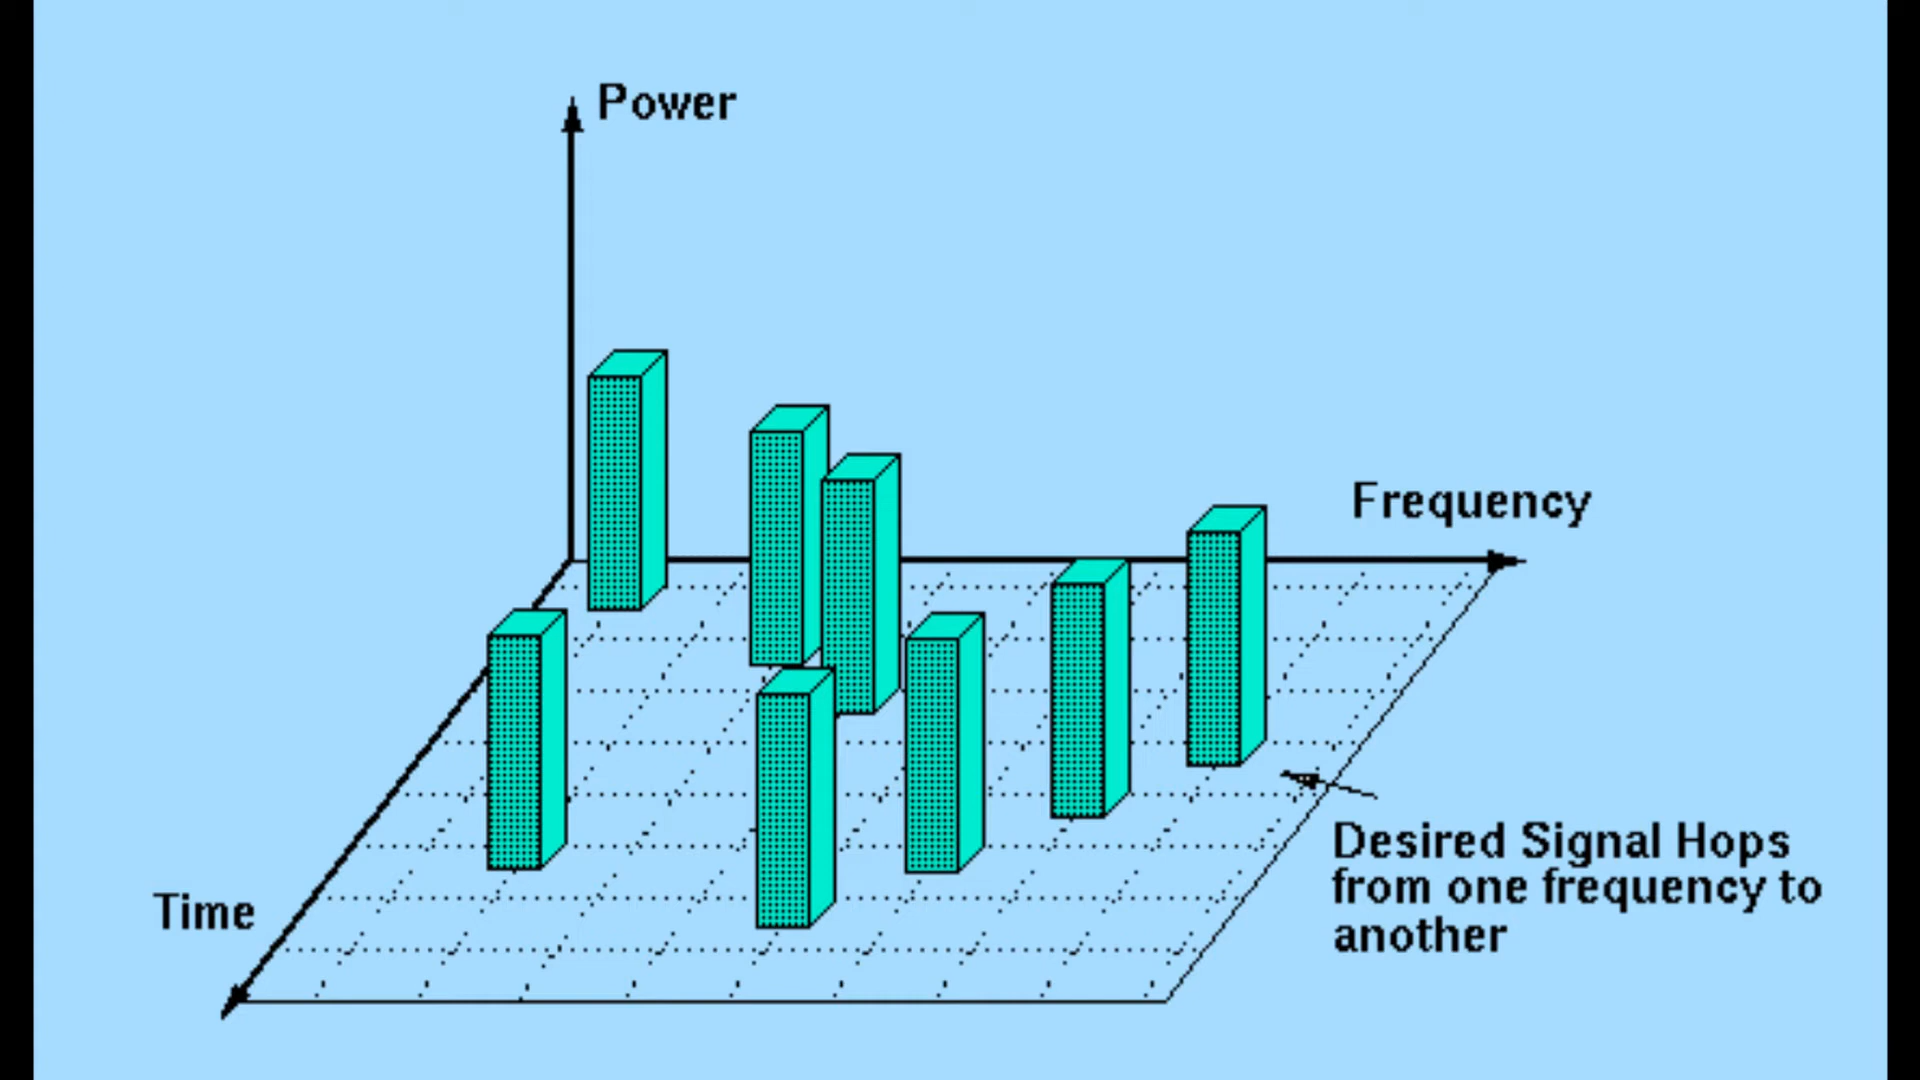 Power
Frequency
Time
Desired Signal Hops
from one frequency to
another